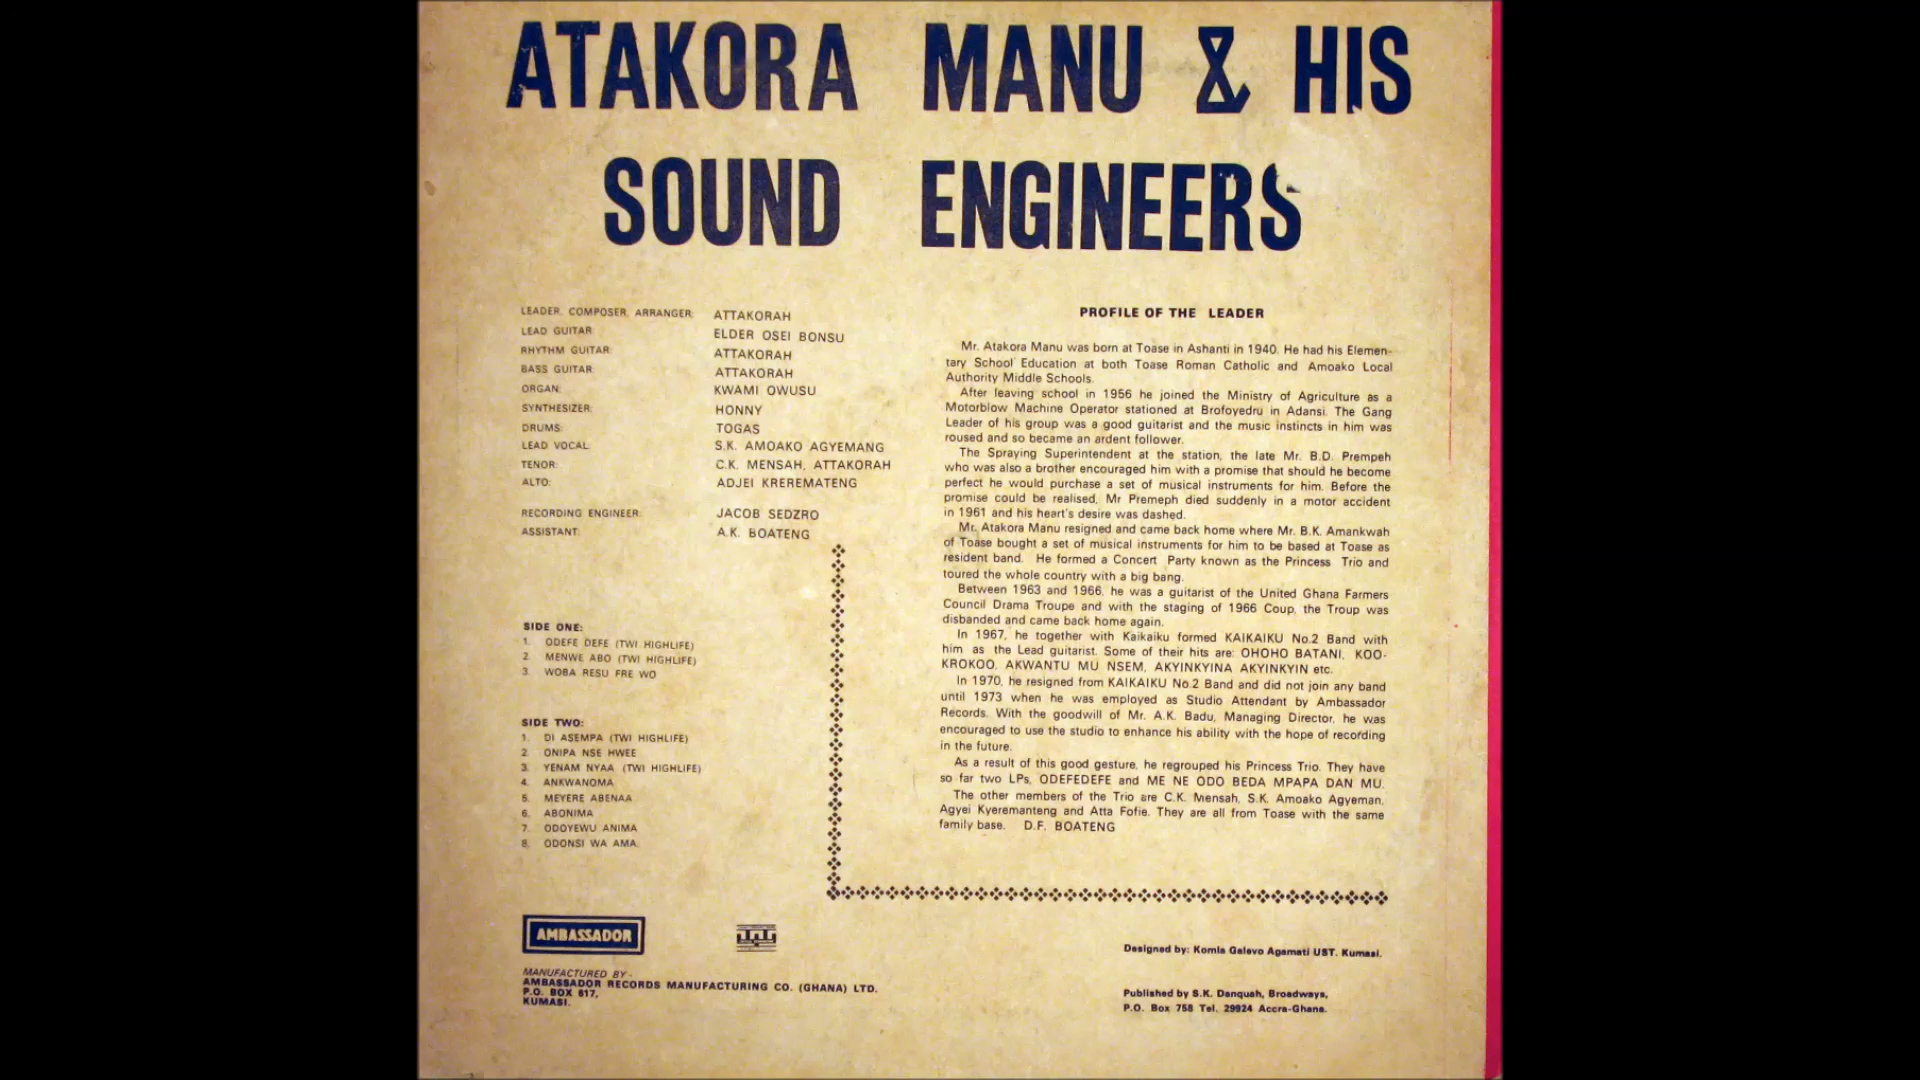 ATAKORA MANU & HIS
SOUND ENGINEERS
LEADER, COMPOSER, ARRANGER: ATTAKORAH
LEAD GUITAR: ELDER OSEI BONSU
RHYTHM GUITAR: ATTAKORAH
BASS GUITAR: ATTAKORAH
ORGAN: KWAMI OWUSU
SYNTHESIZER: HONNY
DRUMS: TOGAS
LEAD VOCAL: S.K. AMOAKO AGYEMANG
TENOR: C.K. MENSAH, ATTAKORAH
ALTO: ADJEI KREREMATENG
RECORDING ENGINEER: JACOB SEDZRO
ASSISTANT: A.K. BOATENG
SIDE ONE:
1. ODEFE DEFE (TWI HIGHLIFE)
2. MENWE ABO (TWI HIGHLIFE)
3. WOBA RESU FRE WO
SIDE TWO:
1. DI ASEMPA (TWI HIGHLIFE)
2. ONIPA NSE HWEE
3. YENAM NYAA (TWI HIGHLIFE)
4. ANKWANOMA
5. MEYERE ABENAA
6. ABONIMA
7. ODOYEWU ANIMA
8. ODONSI WA AMA.
PROFILE OF THE LEADER
Mr. Atakora Manu was born at Toase in Ashanti in 1940. He had his Elemen-
tary School Education at both Toase Roman Catholic and Amoako Local
Authority Middle Schools.
After leaving school in 1956 he joined the Ministry of Agriculture as a
Motorblow Machine Operator stationed at Brofoyedru in Adansi. The Gang
Leader of his group was a good guitarist and the music instincts in him was
roused and so became an ardent follower.
The Spraying Superintendent at the station, the late Mr. B.D. Prempeh
who was also a brother encouraged him with a promise that should he become
perfect he would purchase a set of musical instruments for him. Before the
promise could be realised, Mr Premeph died suddenly in a motor accident
in 1961 and his heart's desire was dashed.
Mr. Atakora Manu resigned and came back home where Mr. B.K. Amankwah
of Toase bought a set of musical instruments for him to be based at Toase as
resident band. He formed a Concert Party known as the Princess Trio and
toured the whole country with a big bang.
Between 1963 and 1966, he was a guitarist of the United Ghana Farmers
Council Drama Troupe and with the staging of 1966 Coup, the Troup was
disbanded and came back home again.
In 1967, he together with Kaikaiku formed KAIKAIKU No.2 Band with
him as the Lead guitarist. Some of their hits are: OHOHO BATANI, KOO-
KROKOO, AKWANTU MU NSEM, AKYINKYINA AKYINKYIN etc.
In 1970, he resigned from KAIKAIKU No.2 Band and did not join any band
until 1973 when he was employed as Studio Attendant by Ambassador
Records. With the goodwill of Mr. A.K. Badu, Managing Director, he was
encouraged to use the studio to enhance his ability with the hope of recording
in the future.
As a result of this good gesture, he regrouped his Princess Trio. They have
so far two LPs, ODEFEDEFE and ME NE ODO BEDA MPAPA DAN MU.
The other members of the Trio are C.K. Mensah, S.K. Amoako Agyeman,
Agyei Kyeremanteng and Atta Fofie. They are all from Toase with the same
family base. D.F. BOATENG
AMBASSADOR
MANUFACTURED BY -
AMBASSADOR RECORDS MANUFACTURING CO. (GHANA) LTD.
P.O. BOX 617,
KUMASI.
Designed by: Komla Galevo Agamati UST. Kumasi.
Published by S.K. Danquah, Broadways,
P.O. Box 758 Tel. 29924 Accra-Ghana.